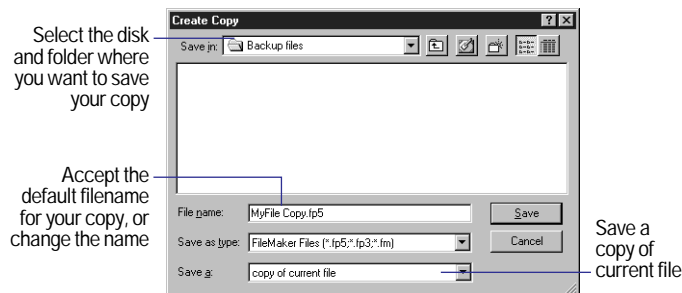 Create Copy
Select the disk
and folder where
you want to save
your copy
Save in: Backup files
Accept the
default filename
for your copy, or
change the name
File name: MyFile Copy.fp5 Save
Save as type: FileMaker Files (*.fp5;*.fp3;*.fm) Cancel
Save a: copy of current file
Save a
copy of
current file